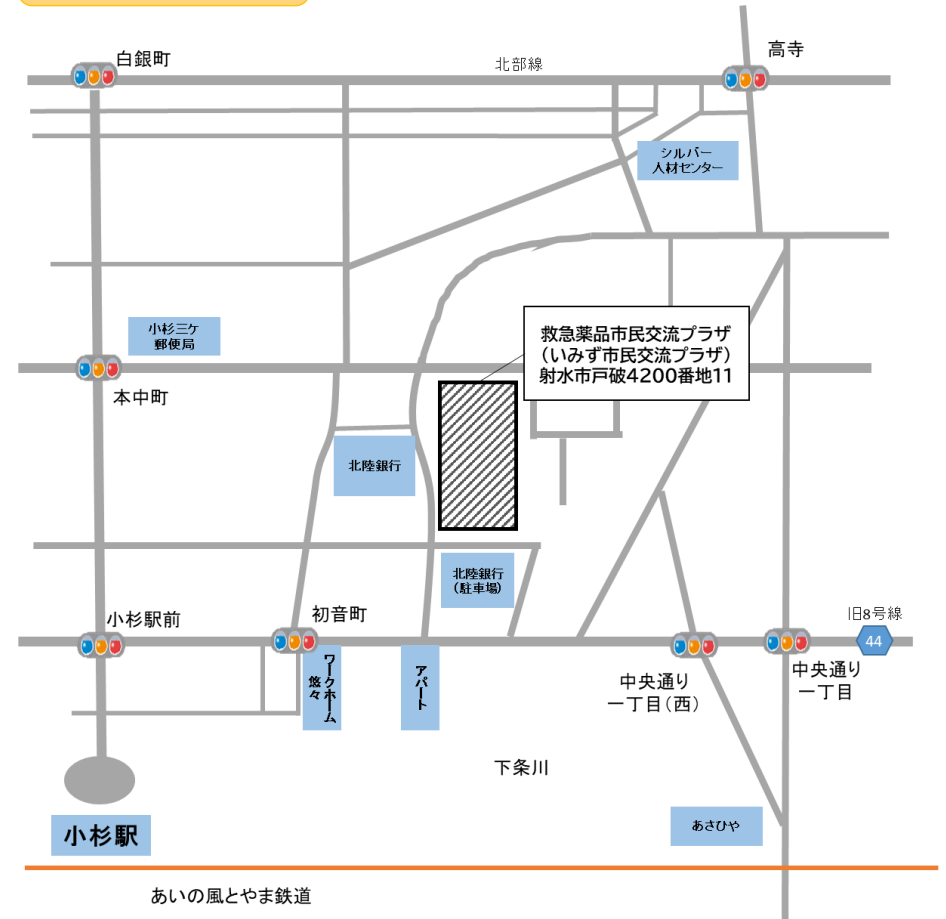 白銀町
北部線
高寺
シルバー
人材センター
小杉三ケ
郵便局
救急薬品市民交流プラザ
(いみず市民交流プラザ)
射水市戸破4200番地11
本中町
北陸銀行
北陸銀行
(駐車場)
小杉駅前
初音町
旧8号線
44
ワークホーム
悠々
アパート
中央通り
一丁目(西)
中央通り
一丁目
下条川
小杉駅
あさひや
あいの風とやま鉄道